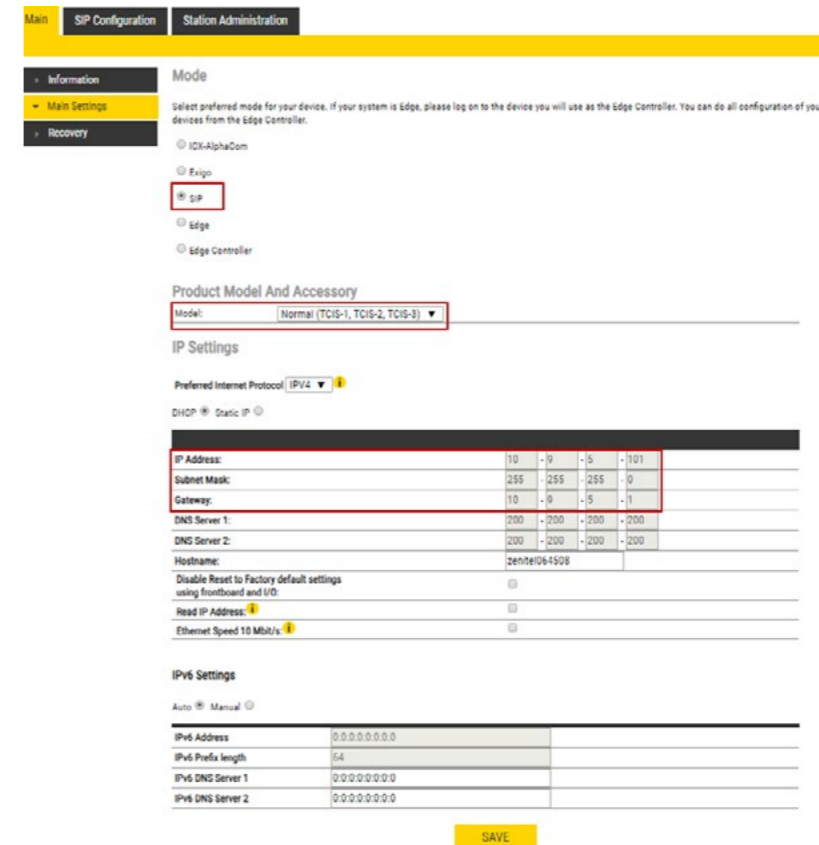 Main SIP Configuration Station Administration
Information
Main Settings
Recovery
Mode
Select preferred mode for your device. If your system is Edge, please log on to the device you will use as the Edge Controller. You can do all configuration of you
devices from the Edge Controller.
ICX-AlphaCom
Exigo
SIP
Edge
Edge Controller
Product Model And Accessory
Model: Normal (TCIS-1, TCIS-2, TCIS-3) ▼
IP Settings
Preferred Internet Protocol IPV4 ▼ i
DHCP Static IP
IP Address: 10 - 9 - 5 - 101
Subnet Mask: 255 - 255 - 255 - 0
Gateway: 10 - 9 - 5 - 1
DNS Server 1: 200 - 200 - 200 - 200
DNS Server 2: 200 - 200 - 200 - 200
Hostname: zenitel064508
Disable Reset to Factory default settings
using frontboard and I/O:
Read IP Address: i
Ethernet Speed 10 Mbit/s: i
IPv6 Settings
Auto Manual
IPv6 Address 0:0:0:0:0:0:0:0
IPv6 Prefix length 64
IPv6 DNS Server 1 0:0:0:0:0:0:0:0
IPv6 DNS Server 2 0:0:0:0:0:0:0:0
SAVE